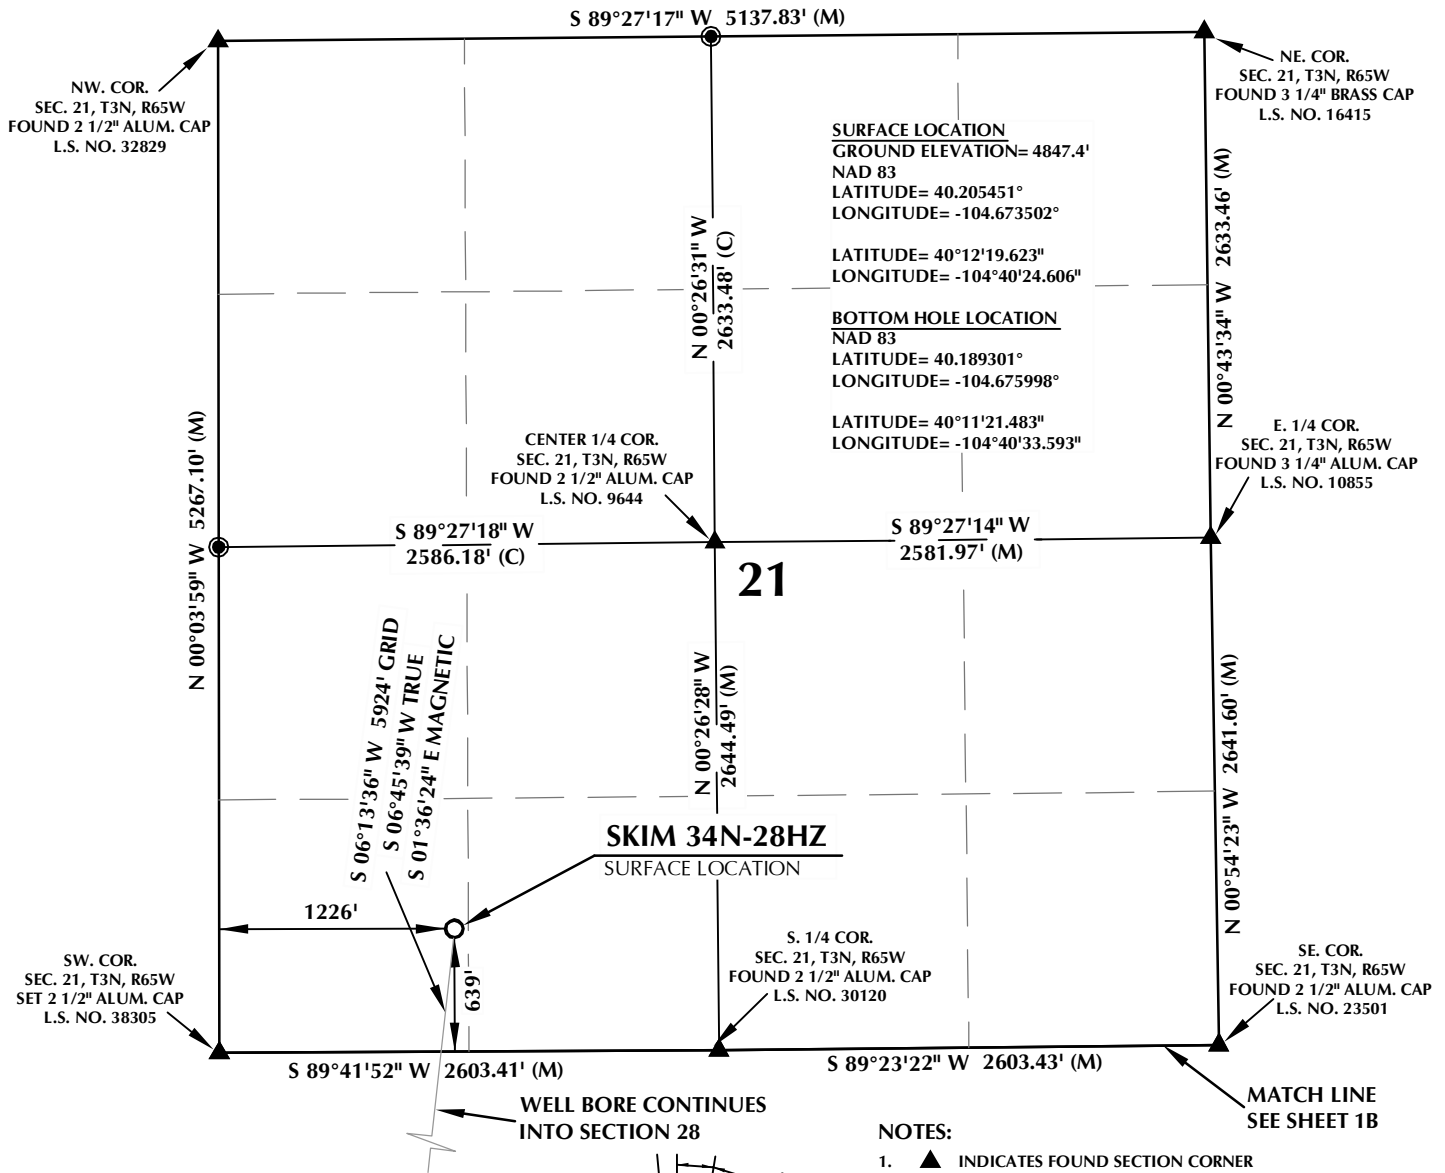 S 89°27'17" W 5137.83' (M)
NW. COR.
SEC. 21, T3N, R65W
FOUND 2 1/2" ALUM. CAP
L.S. NO. 32829
NE. COR.
SEC. 21, T3N, R65W
FOUND 3 1/4" BRASS CAP
L.S. NO. 16415
SURFACE LOCATION
GROUND ELEVATION= 4847.4'
NAD 83
LATITUDE= 40.205451°
LONGITUDE= -104.673502°
LATITUDE= 40°12'19.623"
LONGITUDE= -104°40'24.606"
BOTTOM HOLE LOCATION
NAD 83
LATITUDE= 40.189301°
LONGITUDE= -104.675998°
LATITUDE= 40°11'21.483"
LONGITUDE= -104°40'33.593"
N 00°26'31" W
2633.48' (C)
N 00°43'34" W 2633.46' (M)
N 00°03'59" W 5267.10' (M)
CENTER 1/4 COR.
SEC. 21, T3N, R65W
FOUND 2 1/2" ALUM. CAP
L.S. NO. 9644
E. 1/4 COR.
SEC. 21, T3N, R65W
FOUND 3 1/4" ALUM. CAP
L.S. NO. 10855
S 89°27'18" W
2586.18' (C)
S 89°27'14" W
2581.97' (M)
21
S 06°13'36" W 5924' GRID
S 06°45'39" W TRUE
S 01°36'24" E MAGNETIC
N 00°26'28" W
2644.49' (M)
N 00°54'23" W 2641.60' (M)
SKIM 34N-28HZ
SURFACE LOCATION
1226'
639'
SW. COR.
SEC. 21, T3N, R65W
SET 2 1/2" ALUM. CAP
L.S. NO. 38305
S. 1/4 COR.
SEC. 21, T3N, R65W
FOUND 2 1/2" ALUM. CAP
L.S. NO. 30120
SE. COR.
SEC. 21, T3N, R65W
FOUND 2 1/2" ALUM. CAP
L.S. NO. 23501
S 89°41'52" W 2603.41' (M)
S 89°23'22" W 2603.43' (M)
WELL BORE CONTINUES
INTO SECTION 28
MATCH LINE
SEE SHEET 1B
NOTES:
1. ▲ INDICATES FOUND SECTION CORNER